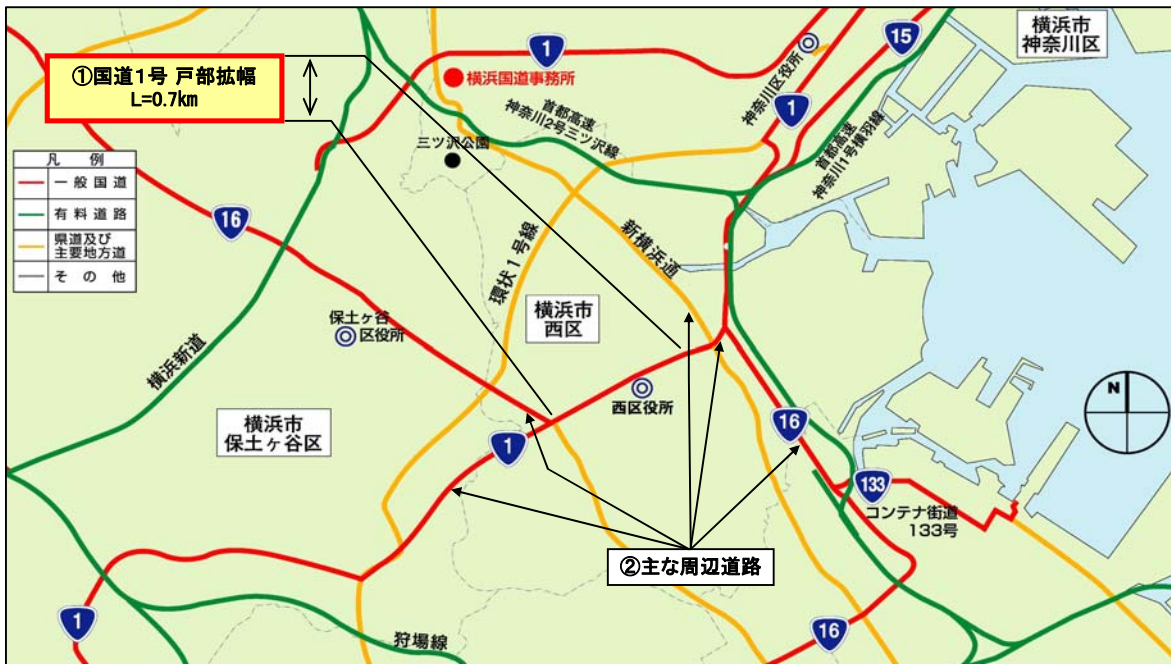 ①国道1号 戸部拡幅
L=0.7km
凡 例
一般国道
有料道路
県道及び
主要地方道
その他
1
横浜国道事務所
神奈川区役所
15
横浜市
神奈川区
1
首都高速
神奈川2号三ツ沢線
首都高速
神奈川1号横羽線
三ツ沢公園
16
環状1号線
新横浜通
横浜市
西区
保土ヶ谷
区役所
横浜新道
西区役所
N
横浜市
保土ヶ谷区
1
16
133
コンテナ街道
133号
②主な周辺道路
1
狩場線
16